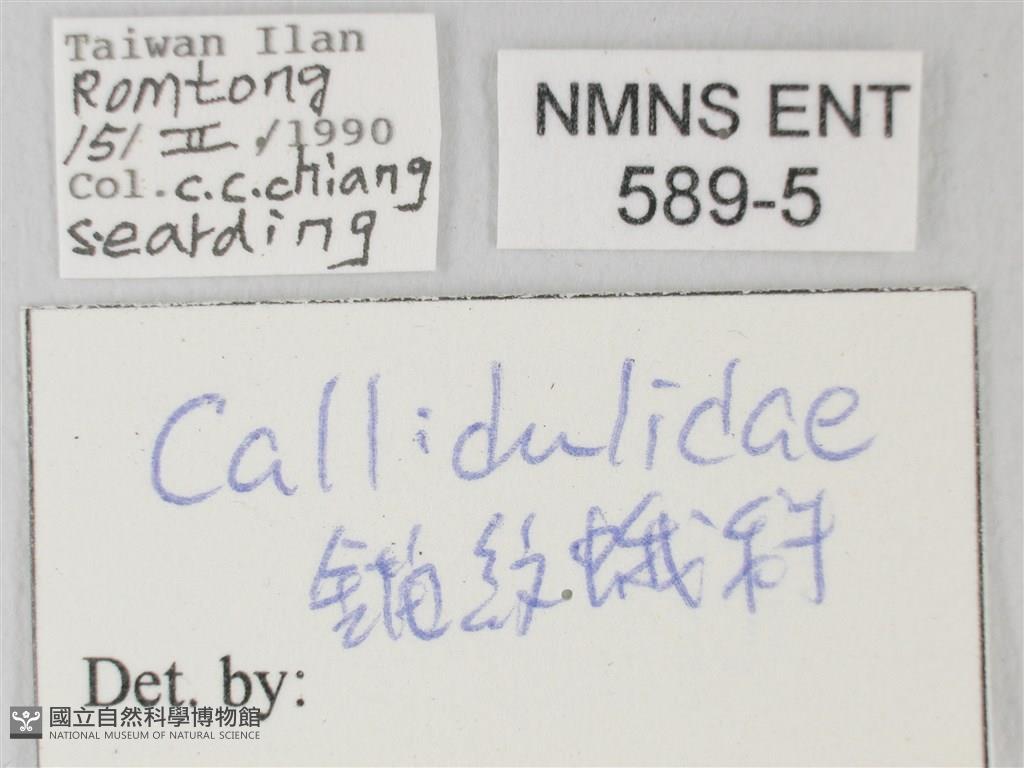 Taiwan Ilan
Romtong
15/ II ./1990
Col. c.c.chiang
searding
NMNS ENT
589-5
Callidulidae
錨紋蛾科
Det. by:
國立自然科學博物館
NATIONAL MUSEUM OF NATURAL SCIENCE